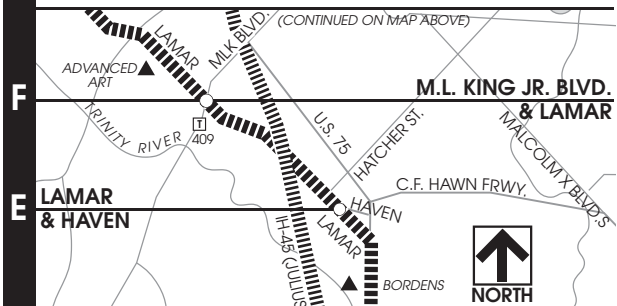 (CONTINUED ON MAP ABOVE)
LAMAR
MLK BLVD.
ADVANCED
ART
F
M.L. KING JR. BLVD.
& LAMAR
TRINITY RIVER
T
409
U.S. 75
HATCHER ST.
MALCOLM X BLVD.S
E
LAMAR
& HAVEN
C.F. HAWN FRWY.
HAVEN
LAMAR
IH-45 (JULIUS
BORDENS
NORTH